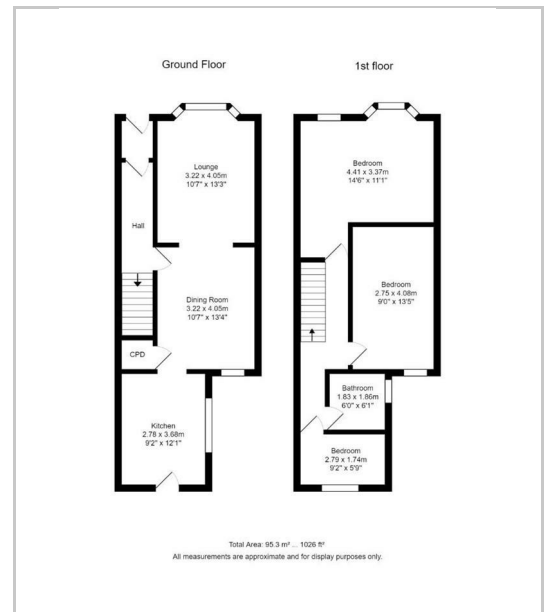 Ground Floor
1st floor
Lounge
3.22 x 4.05m
10'7" x 13'3"
Hall
Dining Room
3.22 x 4.05m
10'7" x 13'4"
CPD
Kitchen
2.78 x 3.68m
9'2" x 12'1"
Bedroom
4.41 x 3.37m
14'6" x 11'1"
Bedroom
2.75 x 4.08m
9'0" x 13'5"
Bathroom
1.83 x 1.86m
6'0" x 6'1"
Bedroom
2.79 x 1.74m
9'2" x 5'9"
Total Area: 95.3 m² ... 1026 ft²
All measurements are approximate and for display purposes only.